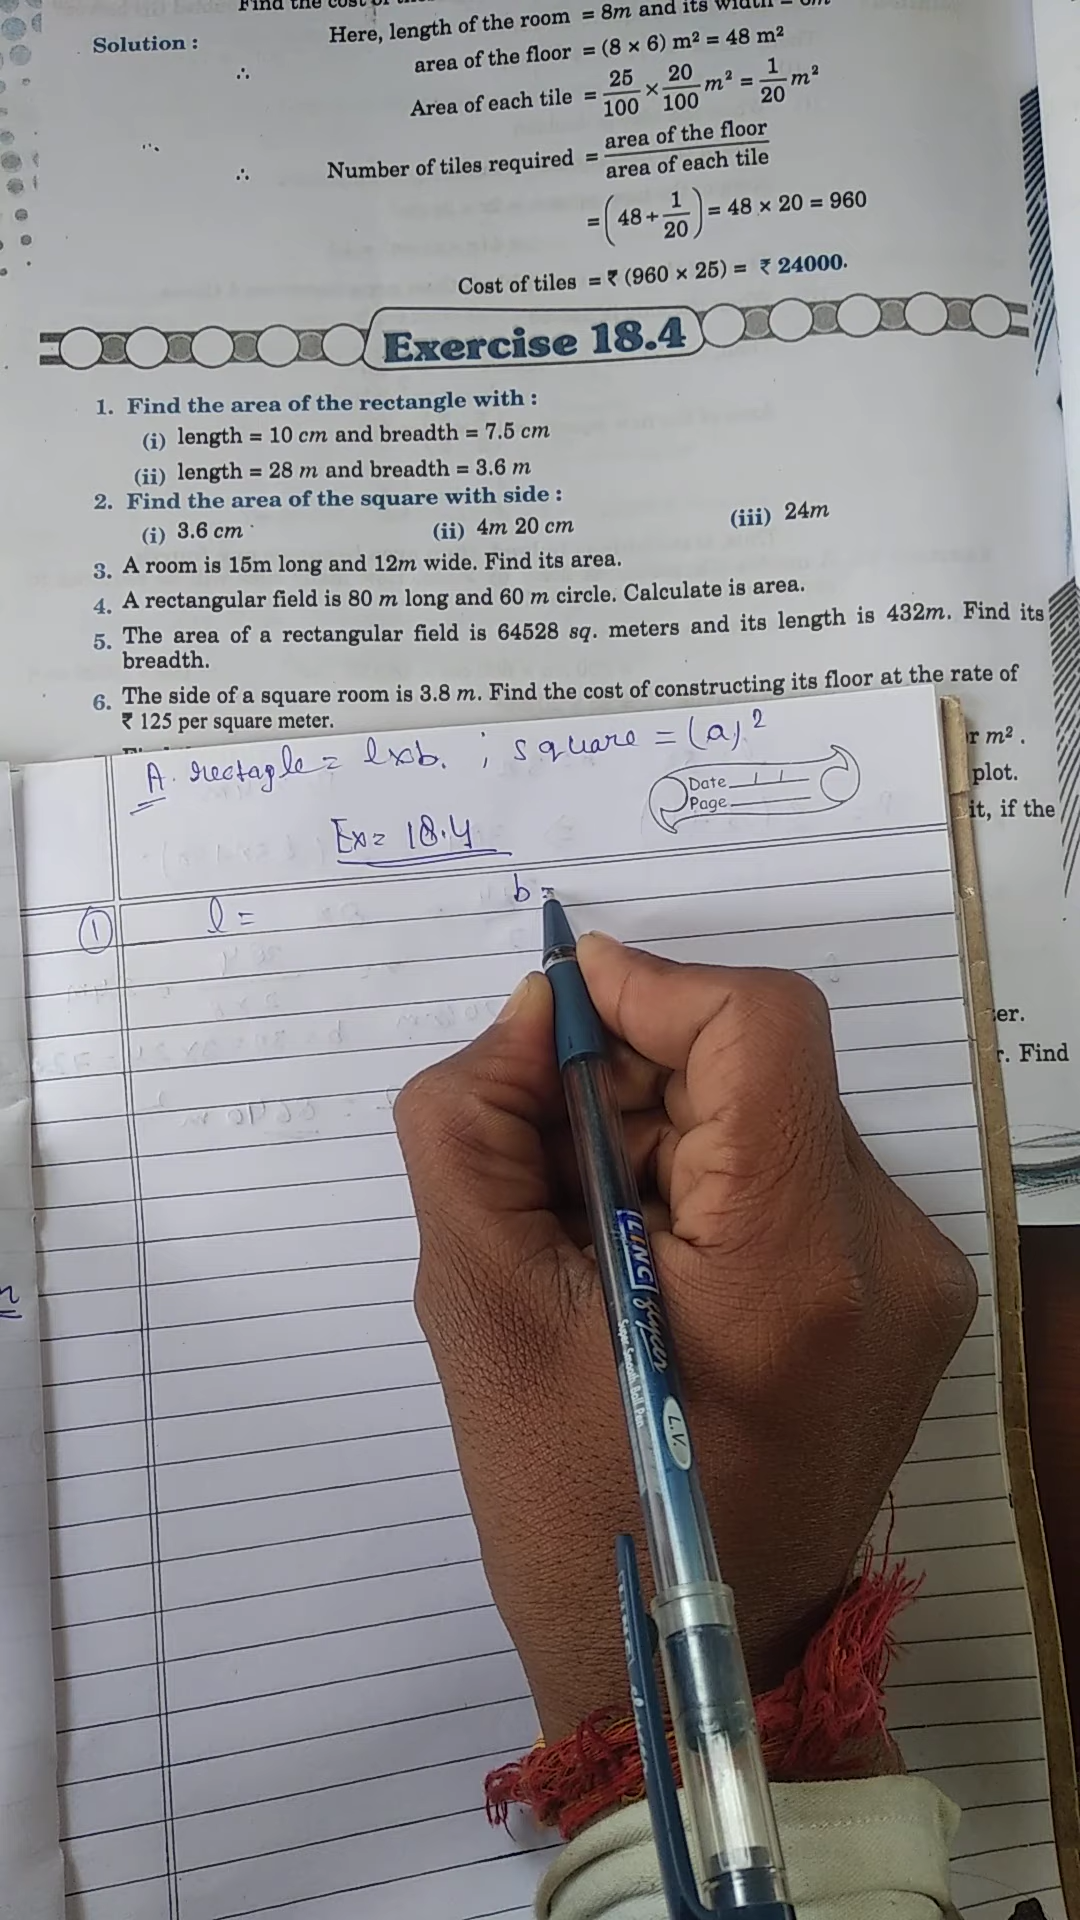 Find the cost of
Solution : Here, length of the room = 8m and its width = 6m
∴ area of the floor = (8 × 6) m² = 48 m²
Area of each tile = 25/100 × 20/100 m² = 1/20 m²
∴ Number of tiles required = area of the floor / area of each tile
= (48 ÷ 1/20) = 48 × 20 = 960
Cost of tiles = ₹ (960 × 25) = ₹ 24000.
Exercise 18.4
1. Find the area of the rectangle with :
(i) length = 10 cm and breadth = 7.5 cm
(ii) length = 28 m and breadth = 3.6 m
2. Find the area of the square with side :
(i) 3.6 cm (ii) 4m 20 cm (iii) 24m
3. A room is 15m long and 12m wide. Find its area.
4. A rectangular field is 80 m long and 60 m circle. Calculate is area.
5. The area of a rectangular field is 64528 sq. meters and its length is 432m. Find its
breadth.
6. The side of a square room is 3.8 m. Find the cost of constructing its floor at the rate of
₹ 125 per square meter.
r m².
plot.
it, if the
er.
r. Find
A. rectagle = l×b. ; square = (a)²
Date
Page
Ex = 18.4
① l = b =
LINC
Super Smooth Ball Pen
L.V.